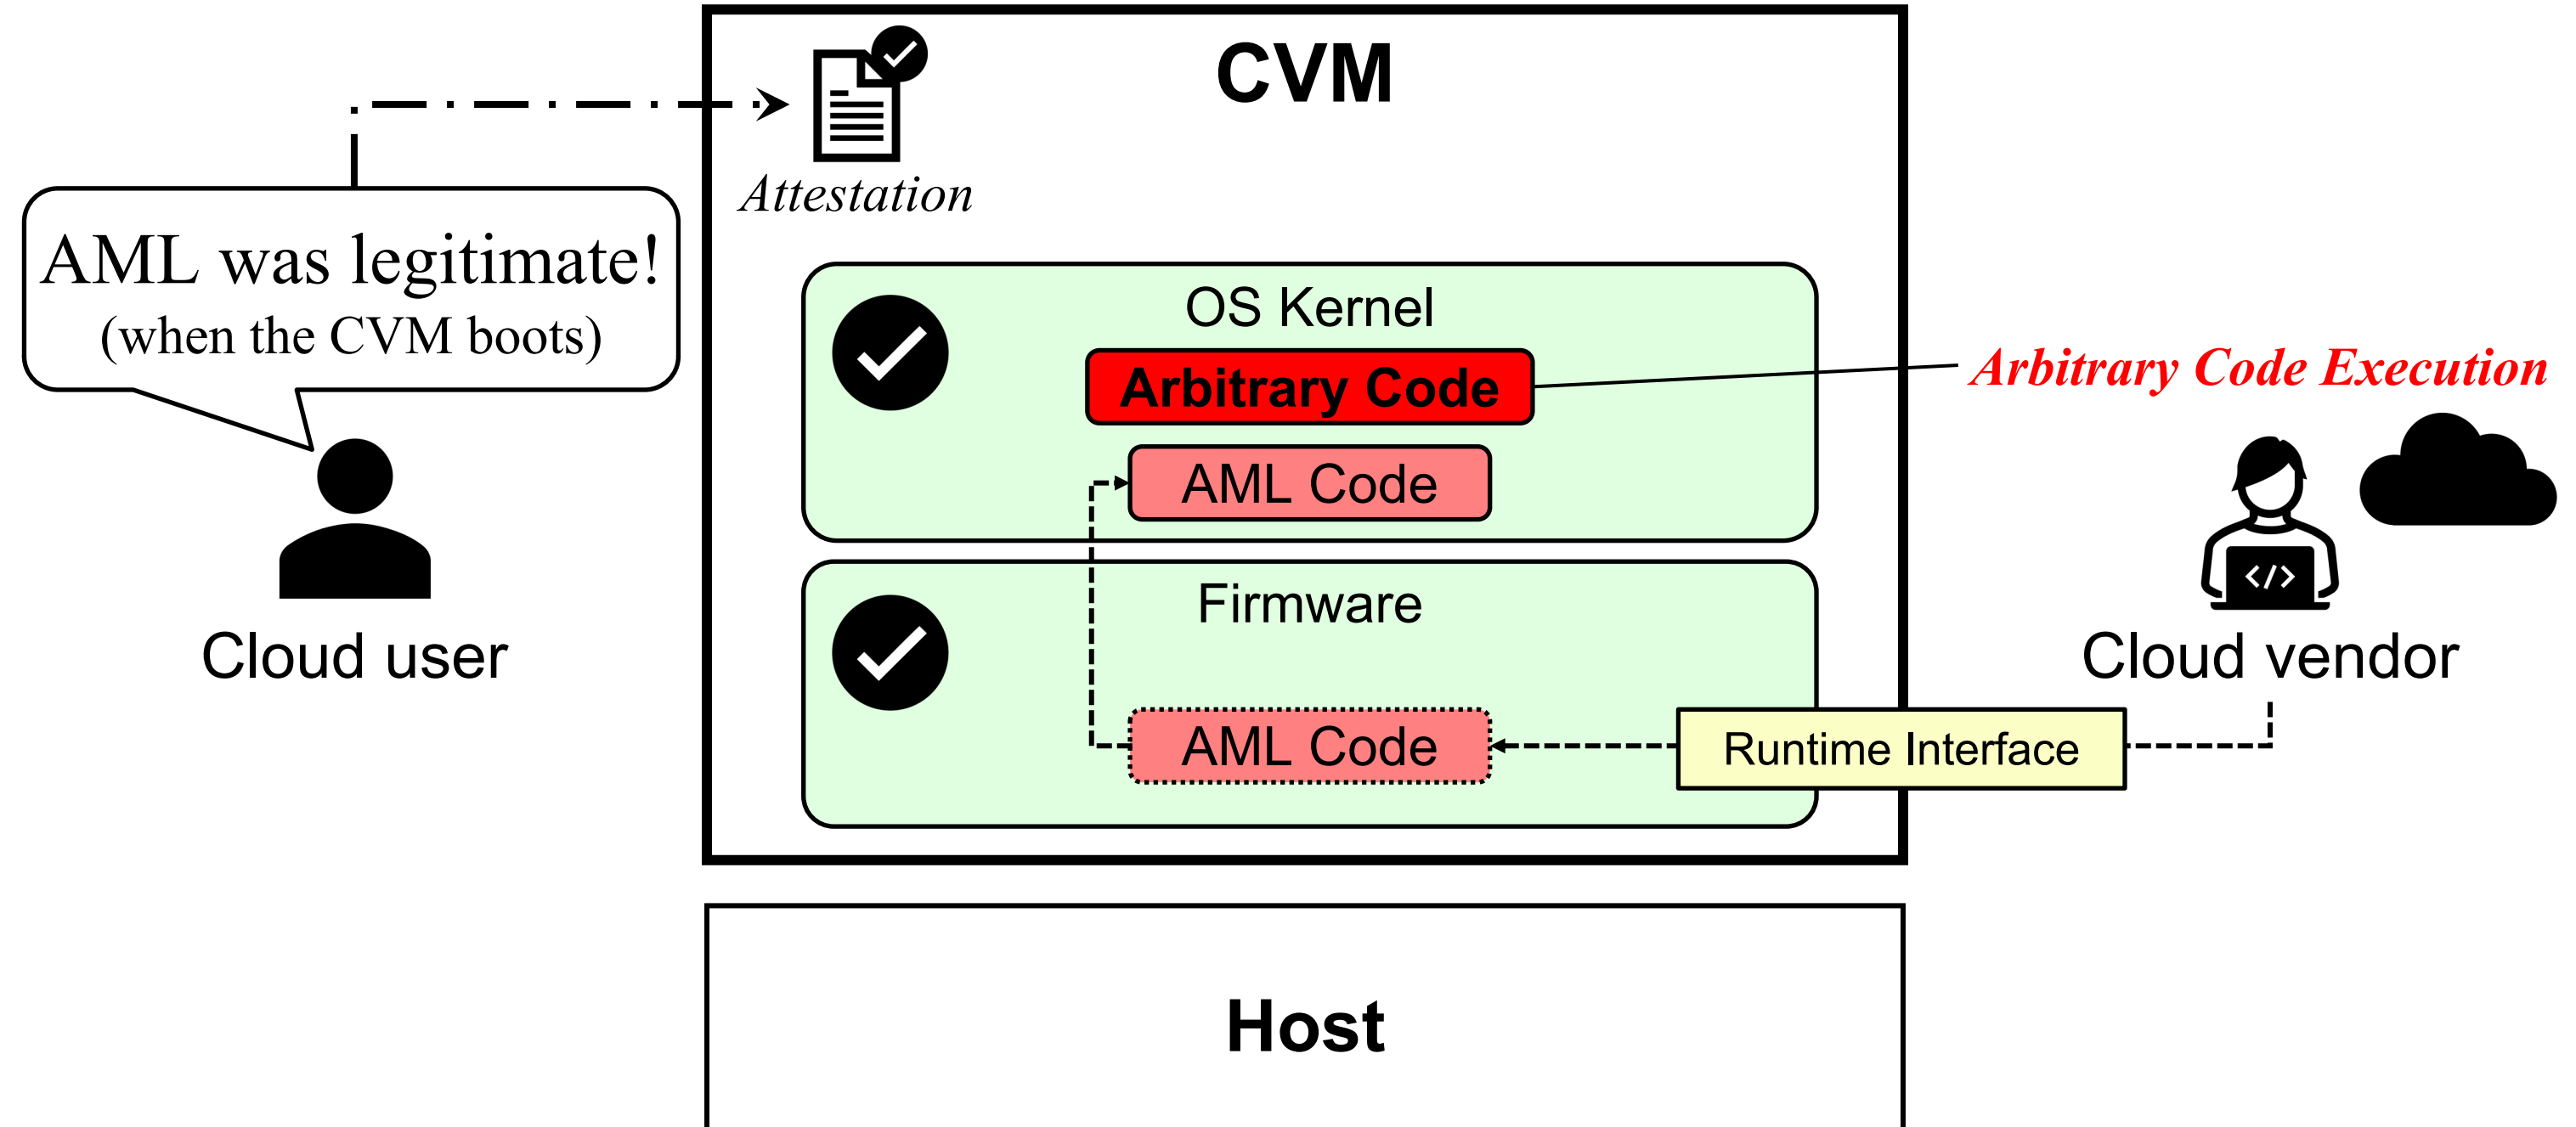 CVM
Attestation
AML was legitimate!
(when the CVM boots)
Cloud user
OS Kernel
Arbitrary Code
AML Code
Arbitrary Code Execution
Firmware
AML Code
Runtime Interface
</>
Cloud vendor
Host